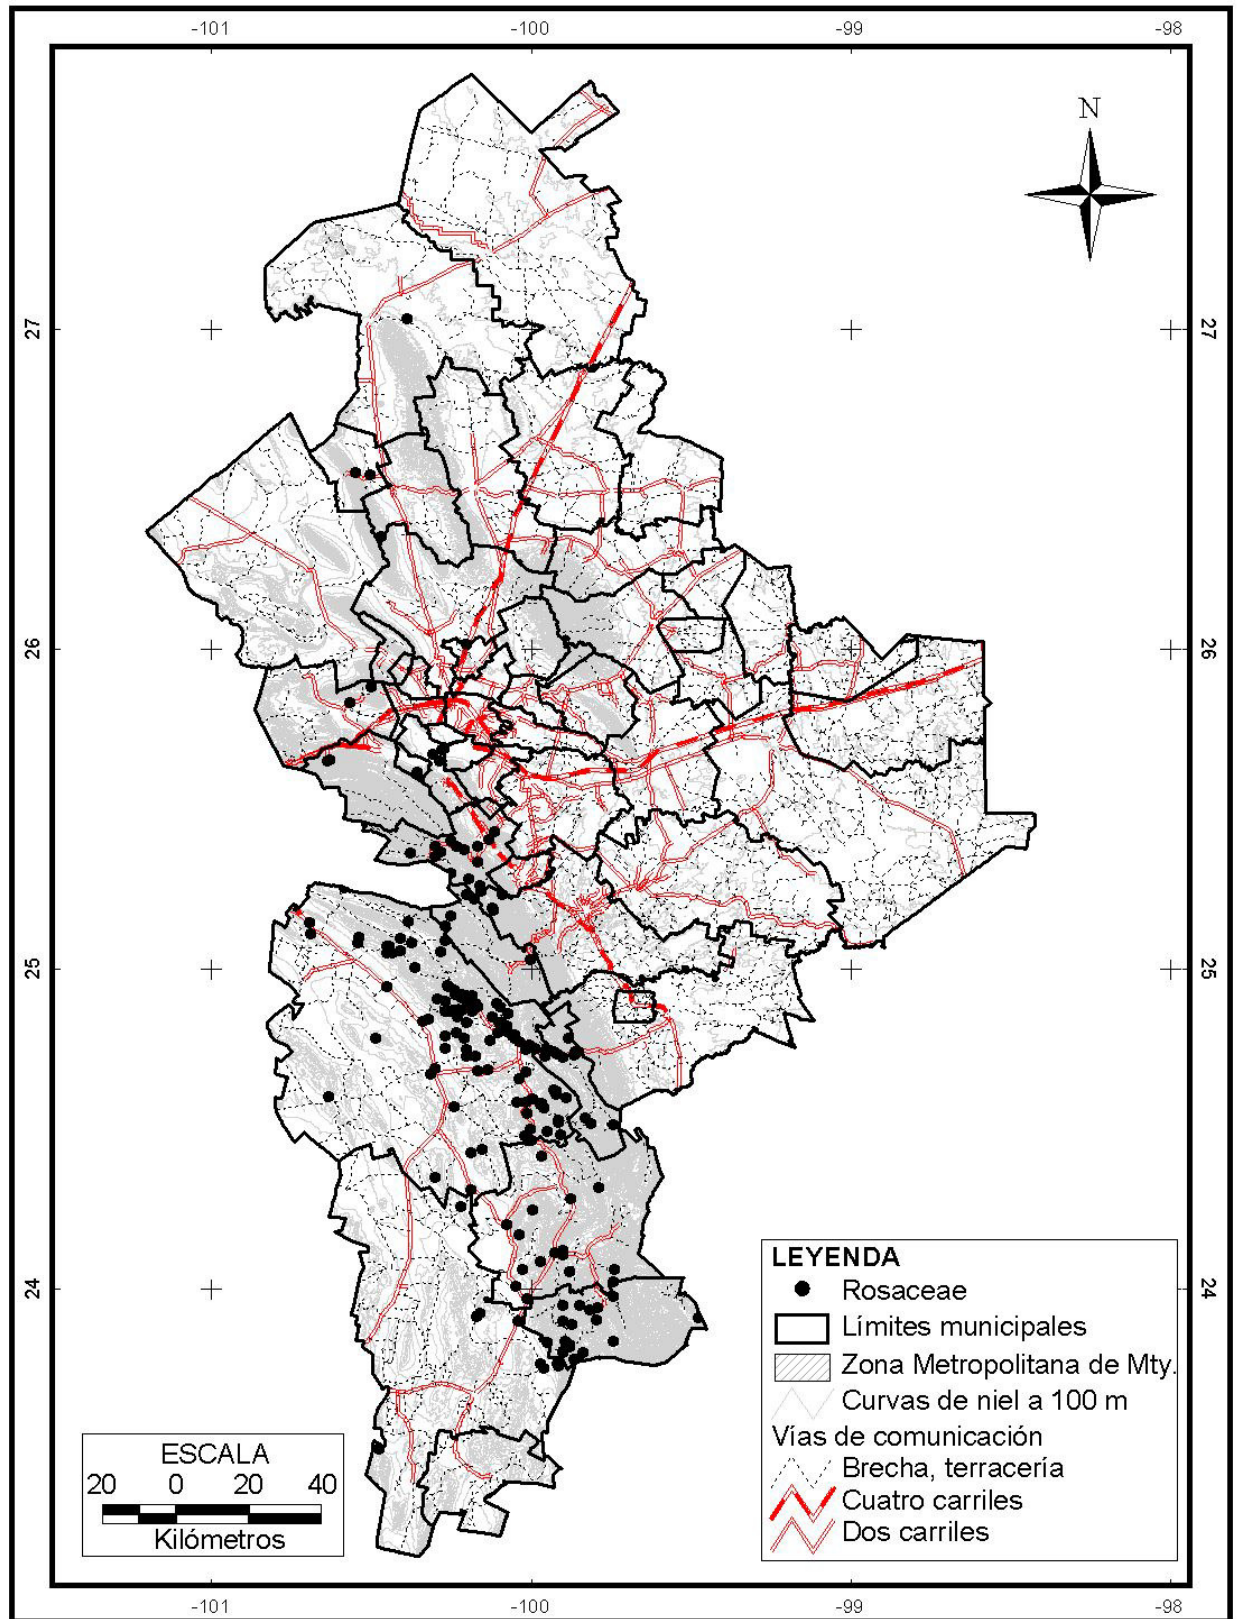 -101 -100 -99 -98
N
27 27
26 26
25 25
24 24
LEYENDA
Rosaceae
Límites municipales
Zona Metropolitana de Mty.
Curvas de niel a 100 m
Vías de comunicación
Brecha, terracería
Cuatro carriles
Dos carriles
ESCALA
20 0 20 40
Kilómetros
-101 -100 -99 -98